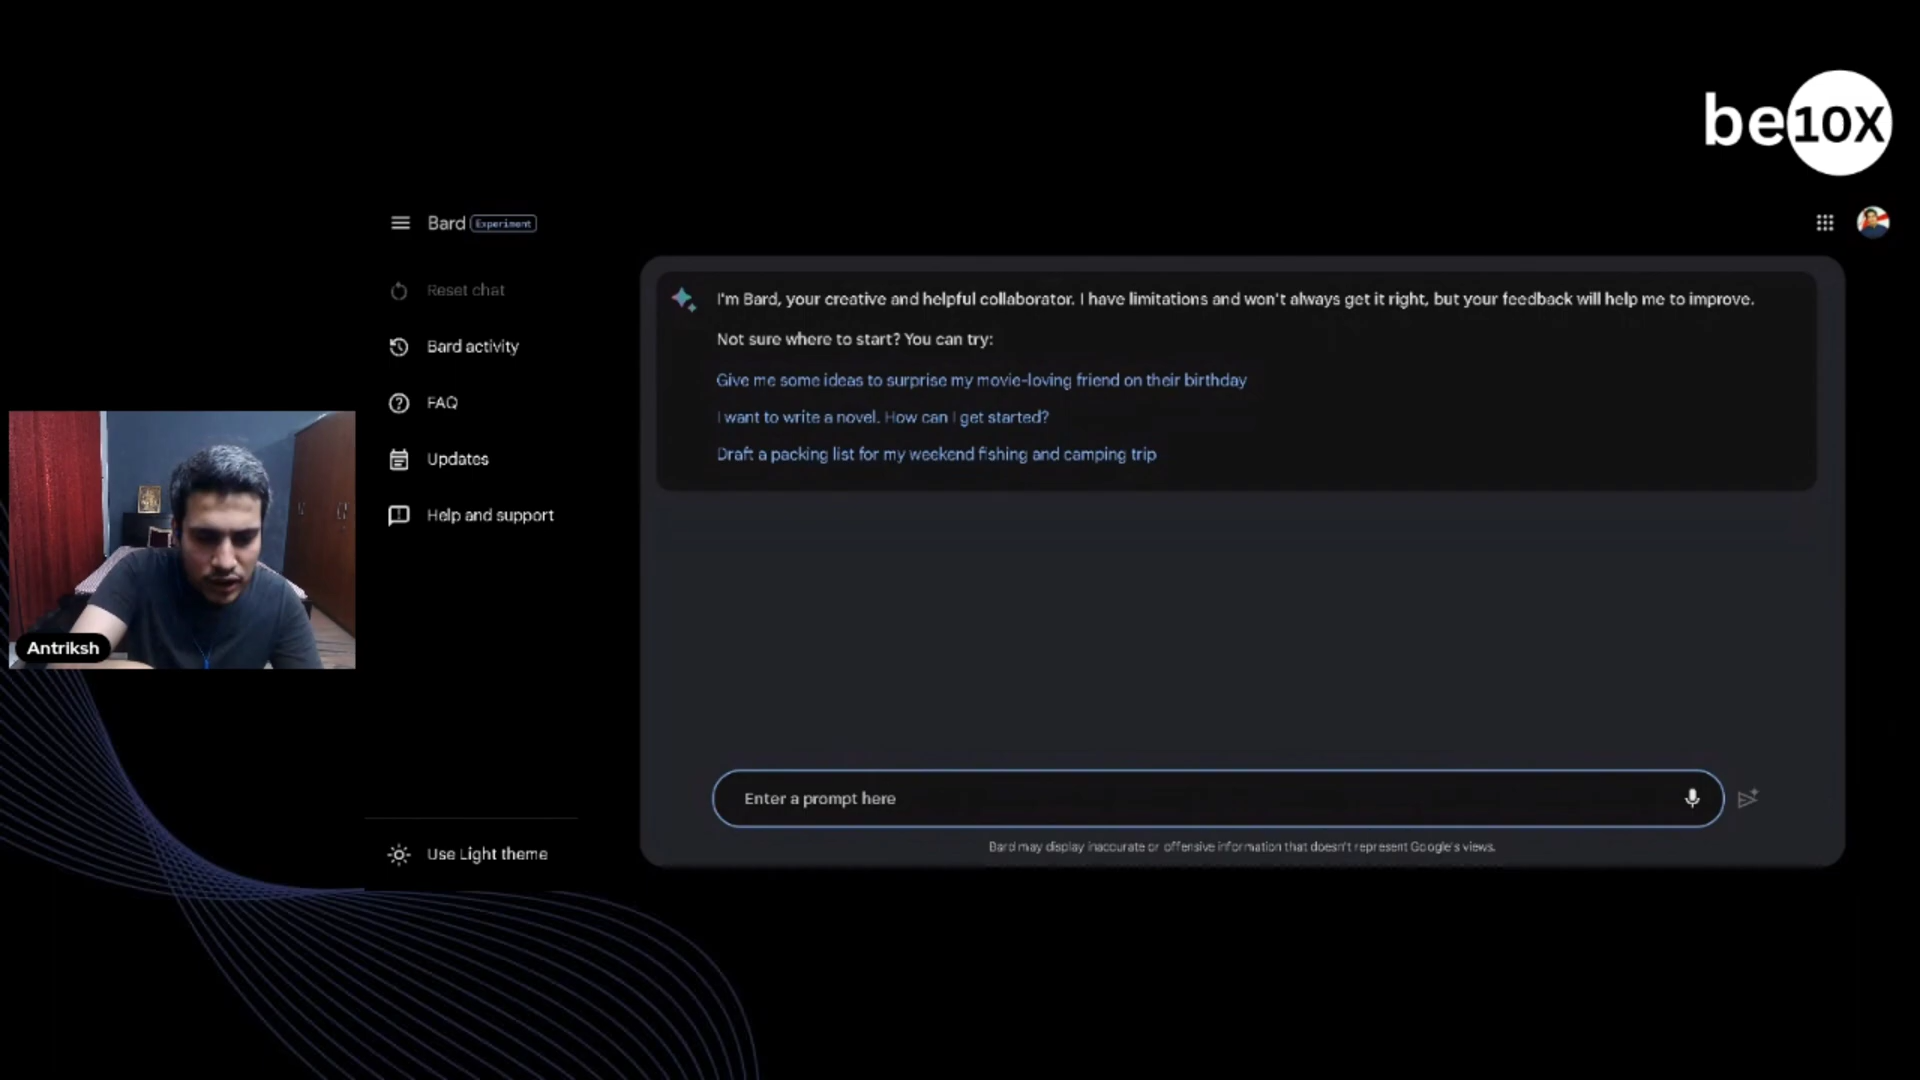 be10X
Bard Experiment
Reset chat
Bard activity
FAQ
Updates
Help and support
Use Light theme
Antriksh
I'm Bard, your creative and helpful collaborator. I have limitations and won't always get it right, but your feedback will help me to improve.
Not sure where to start? You can try:
Give me some ideas to surprise my movie-loving friend on their birthday
I want to write a novel. How can I get started?
Draft a packing list for my weekend fishing and camping trip
Enter a prompt here
Bard may display inaccurate or offensive information that doesn't represent Google's views.